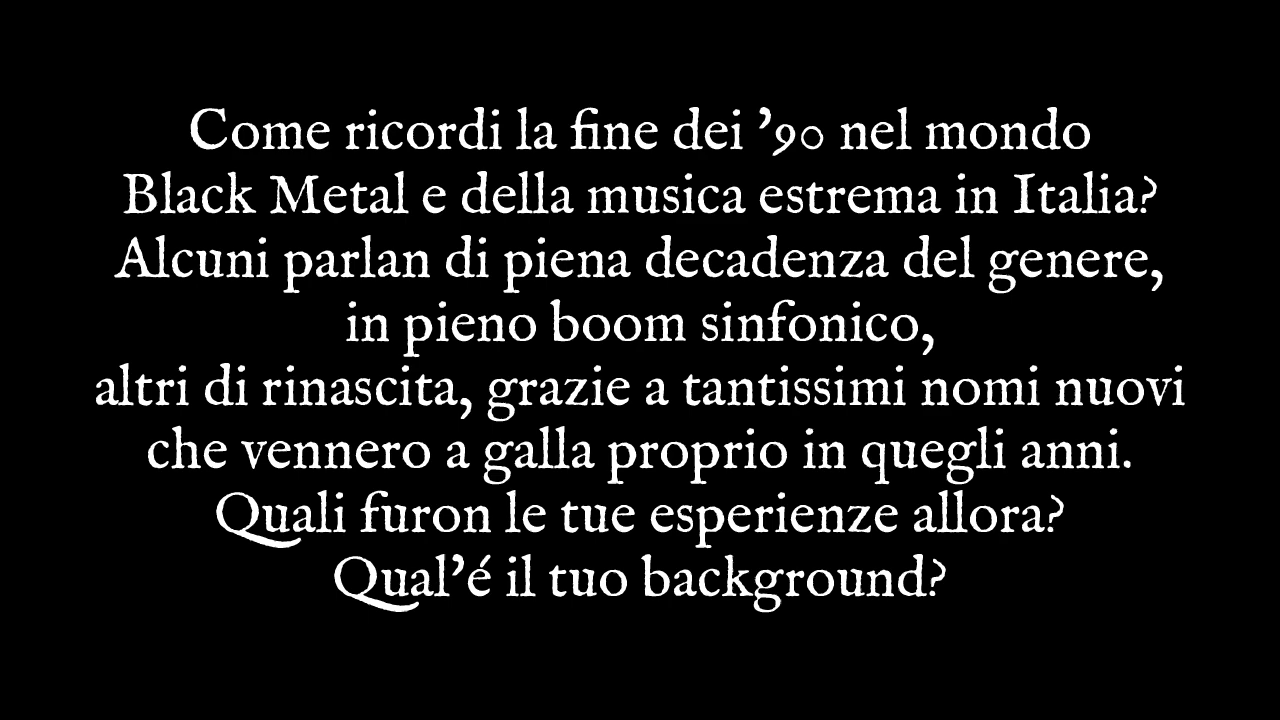 Come ricordi la fine dei ’90 nel mondo
Black Metal e della musica estrema in Italia?
Alcuni parlan di piena decadenza del genere,
in pieno boom sinfonico,
altri di rinascita, grazie a tantissimi nomi nuovi
che vennero a galla proprio in quegli anni.
Quali furon le tue esperienze allora?
Qual’é il tuo background?